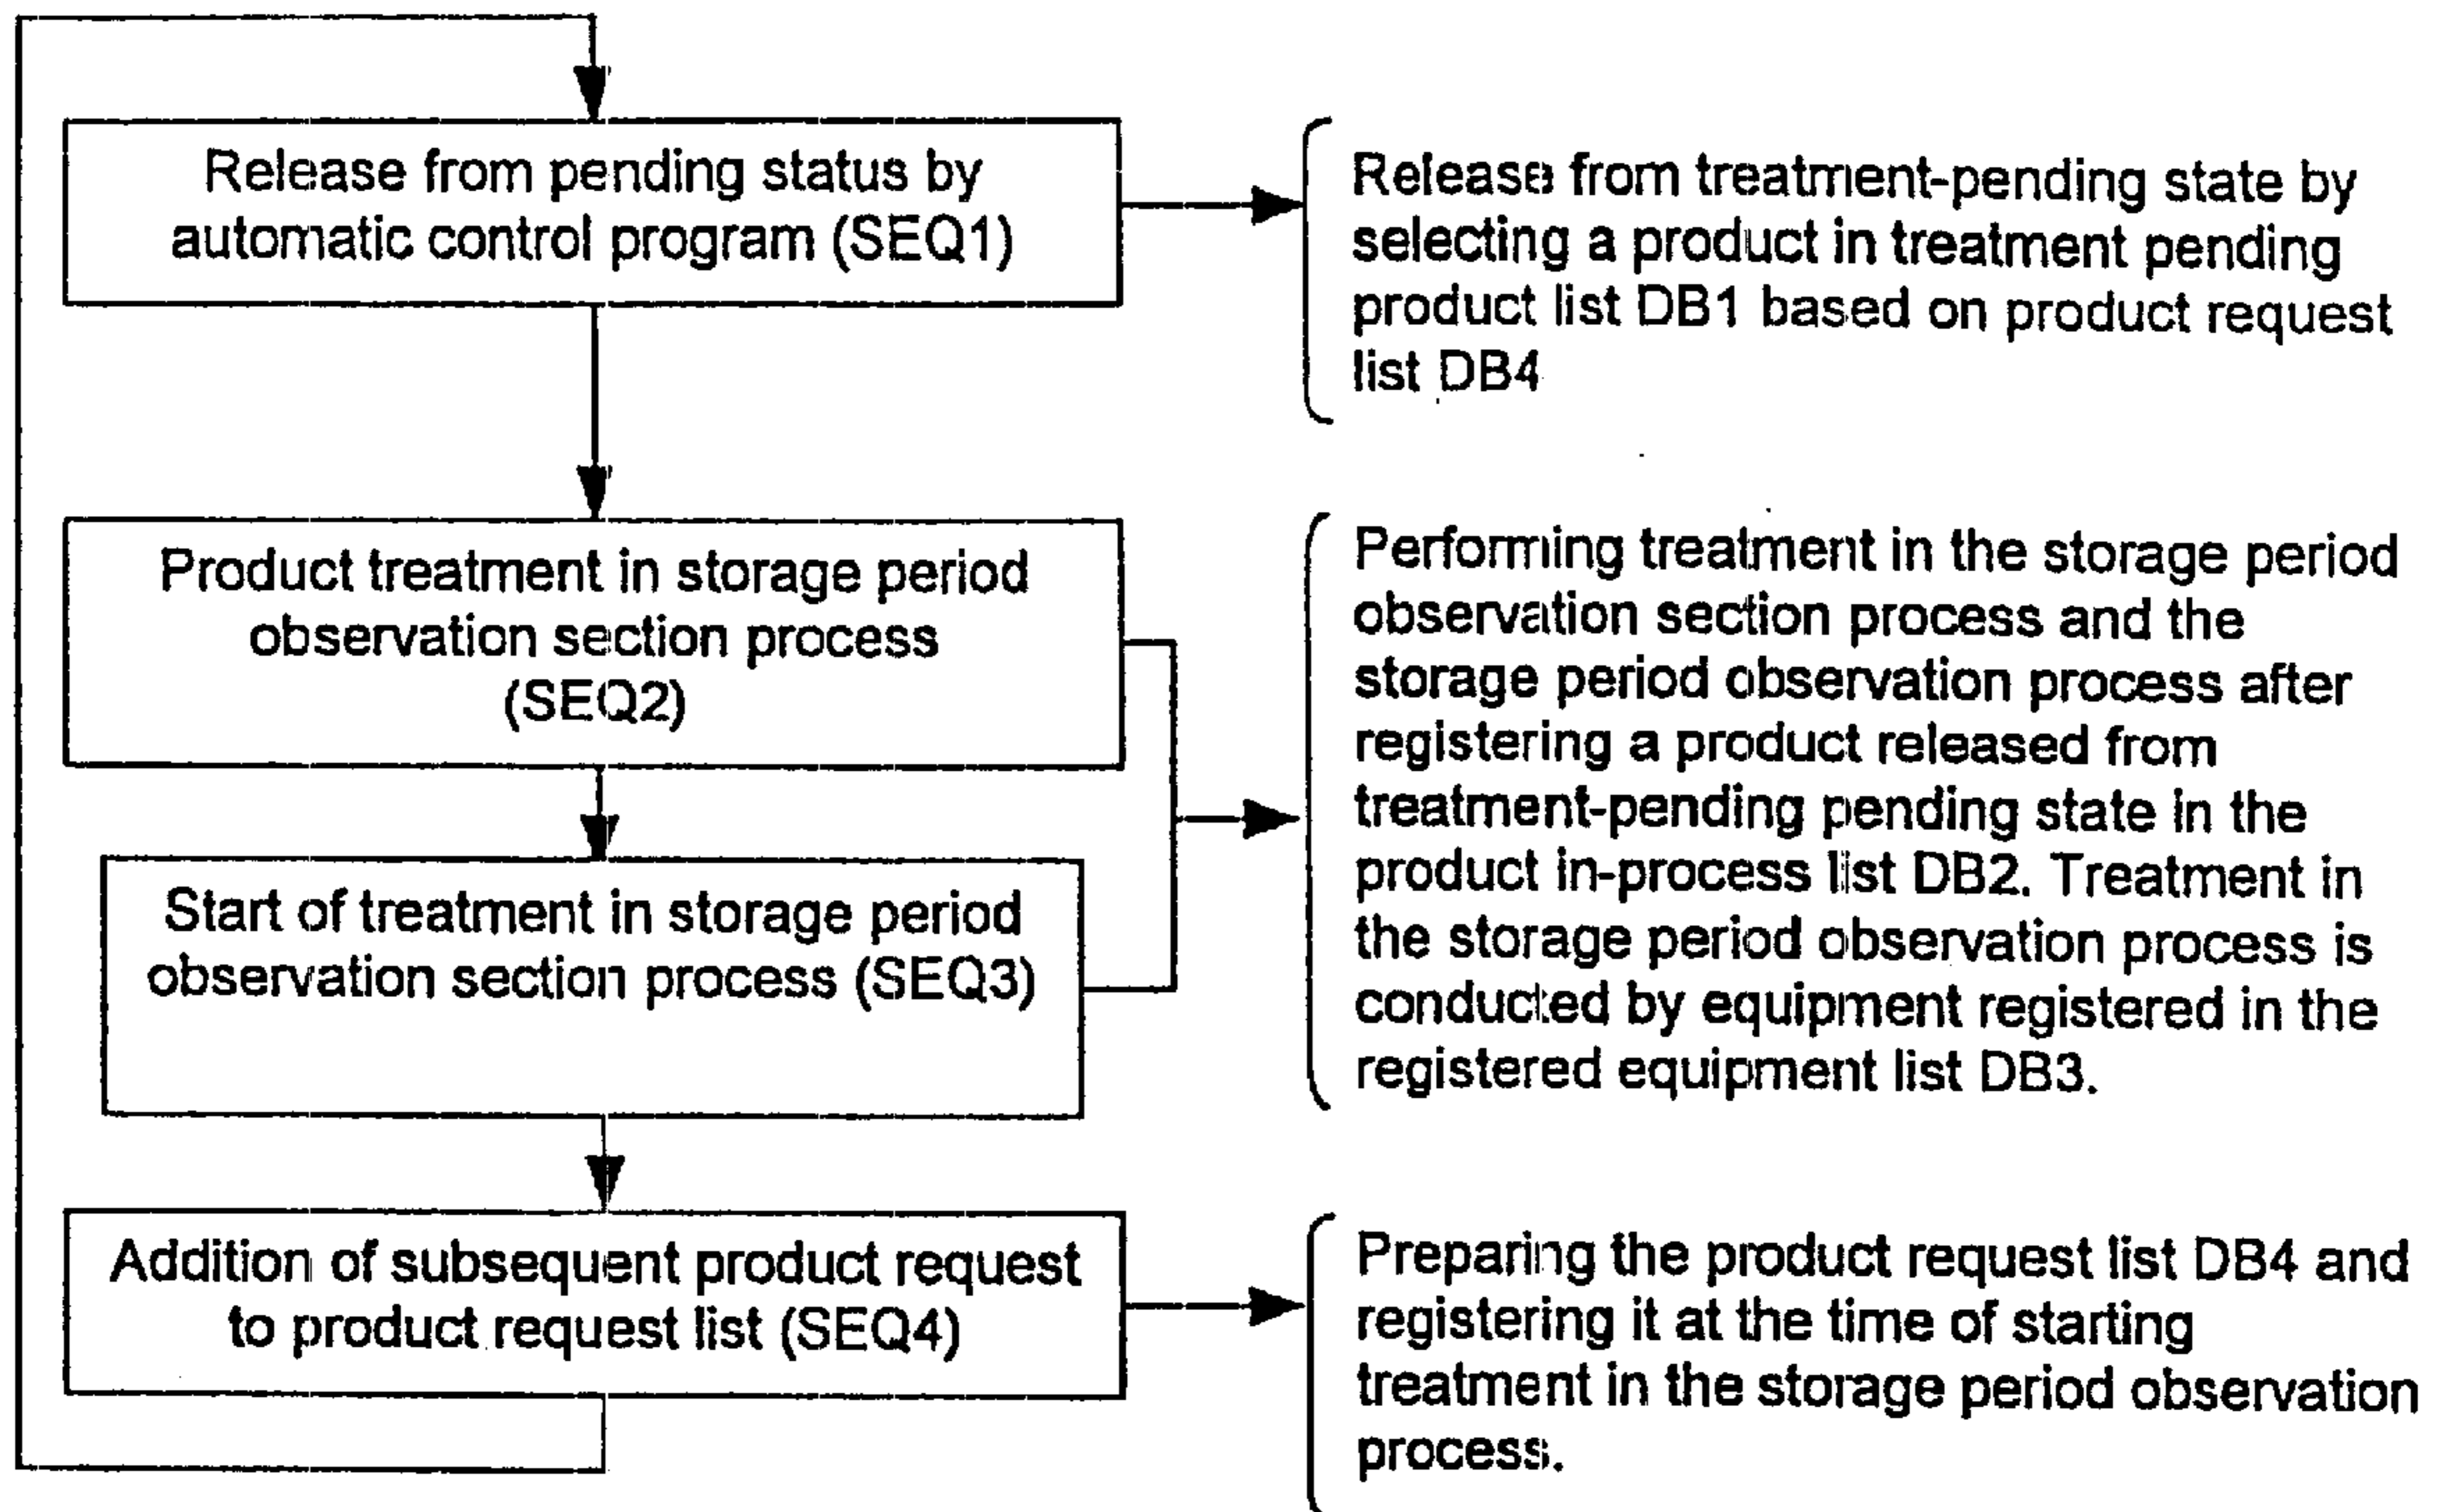 Release from pending status by
automatic control program (SEQ1)
Release from treatment-pending state by
selecting a product in treatment pending
product list DB1 based on product request
list DB4
Product treatment in storage period
observation section process
(SEQ2)
Start of treatment in storage period
observation section process (SEQ3)
Performing treatment in the storage period
observation section process and the
storage period observation process after
registering a product released from
treatment-pending pending state in the
product in-process list DB2. Treatment in
the storage period observation process is
conducted by equipment registered in the
registered equipment list DB3.
Addition of subsequent product request
to product request list (SEQ4)
Preparing the product request list DB4 and
registering it at the time of starting
treatment in the storage period observation
process.